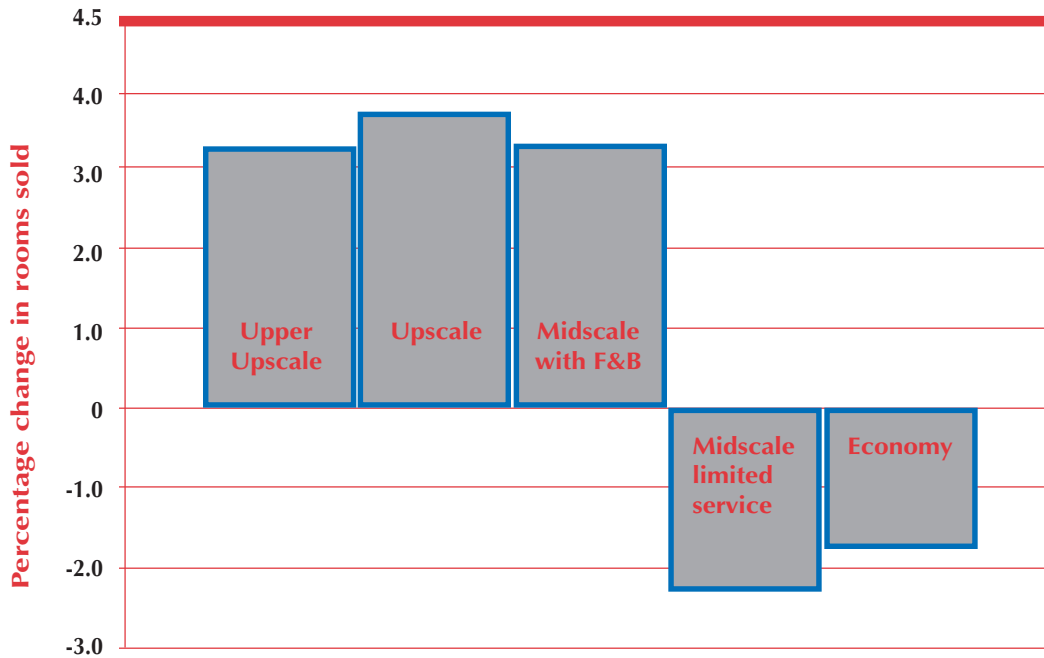 Percentage change in rooms sold
4.5
4.0
3.0
2.0
1.0
0
-1.0
-2.0
-3.0
Upper
Upscale
Upscale
Midscale
with F&B
Midscale
limited
service
Economy